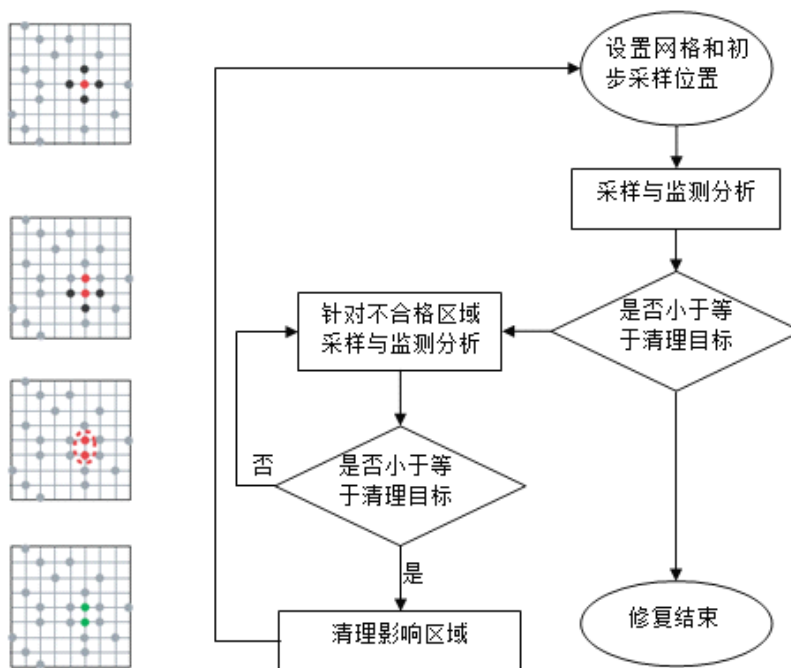 设置网格和初
步采样位置
采样与监测分析
是否小于等
于清理目标
针对不合格区域
采样与监测分析
否
是否小于等
于清理目标
是
清理影响区域
修复结束